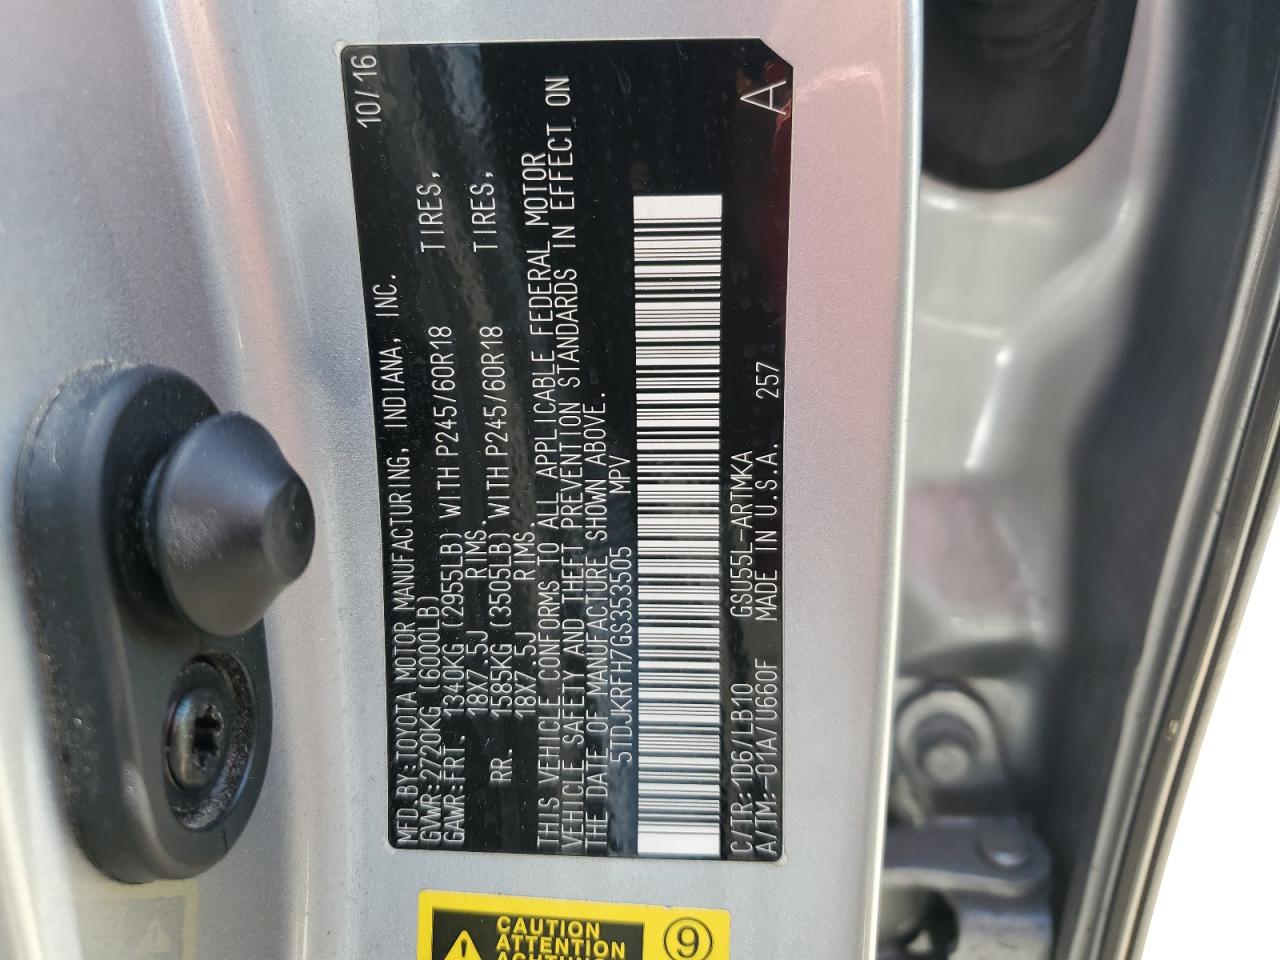 10/16
MFD.BY:TOYOTA MOTOR MANUFACTURING, INDIANA, INC.
GVWR:2720KG (6000LB)
GAWR:FRT. 1340KG (2955LB) WITH P245/60R18 TIRES,
18X7.5J RIMS.
RR. 1585KG (3505LB) WITH P245/60R18 TIRES,
18X7.5J RIMS.
THIS VEHICLE CONFORMS TO ALL APPLICABLE FEDERAL MOTOR
VEHICLE SAFETY AND THEFT PREVENTION STANDARDS IN EFFECT ON
THE DATE OF MANUFACTURE SHOWN ABOVE.
5TDJKRFH7GS353505 MPV
C/TR:1D6/LB10 GSU55L-ARTMKA
A/TM:-01A/U660F MADE IN U.S.A. 257
A
CAUTION
ATTENTION
ACHTUNG
9